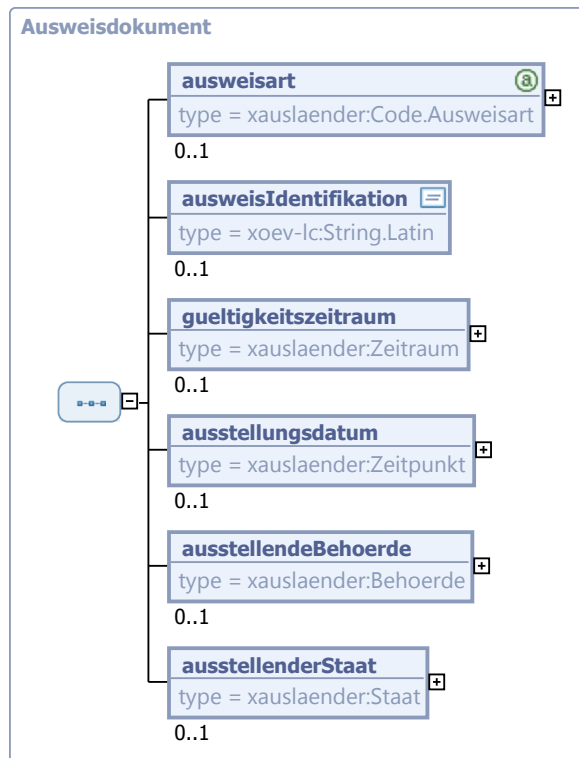 Ausweisdokument
ausweisart
type = xauslaender:Code.Ausweisart
0..1
ausweisIdentifikation
type = xoev-lc:String.Latin
0..1
gueltigkeitszeitraum
type = xauslaender:Zeitraum
0..1
ausstellungsdatum
type = xauslaender:Zeitpunkt
0..1
ausstellendeBehoerde
type = xauslaender:Behoerde
0..1
ausstellenderStaat
type = xauslaender:Staat
0..1